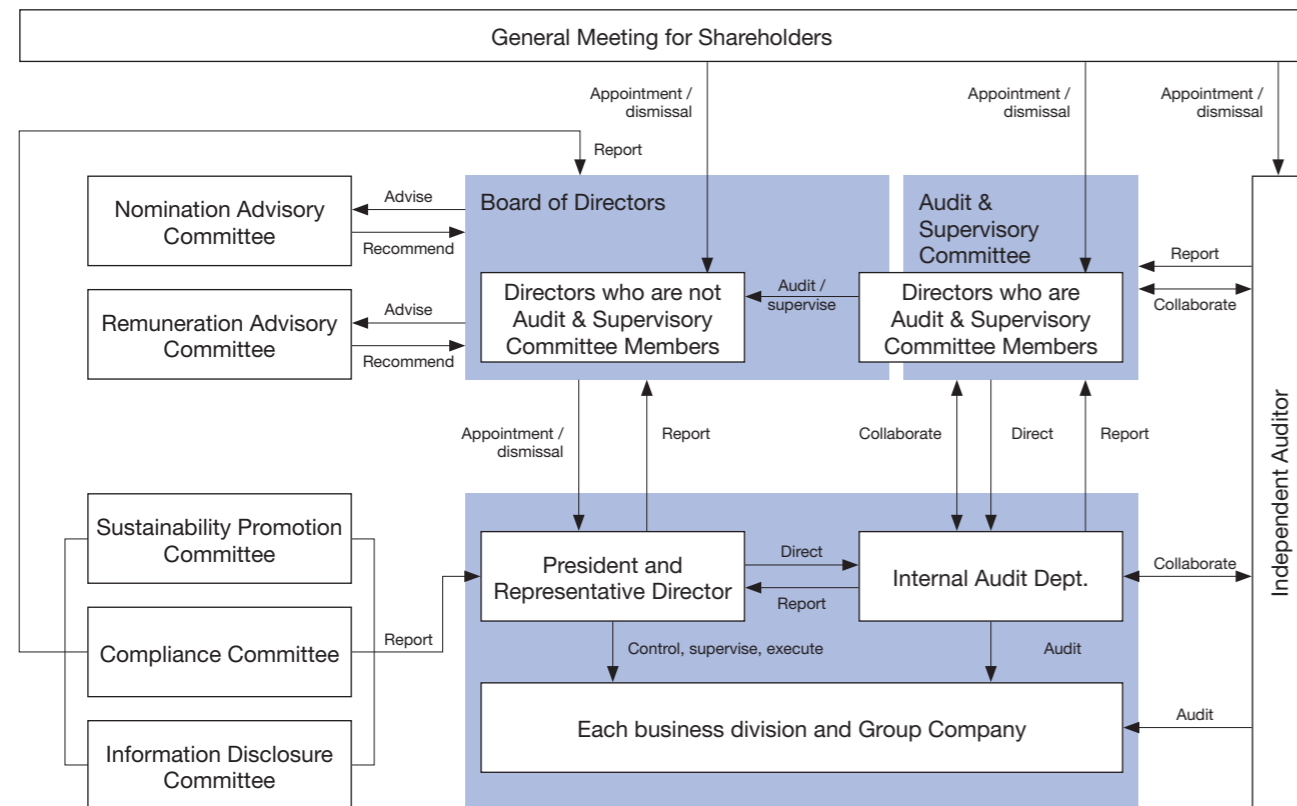 General Meeting for Shareholders
Appointment /
dismissal
Appointment /
dismissal
Appointment /
dismissal
Report
Nomination Advisory
Committee
Advise
Recommend
Board of Directors
Audit &
Supervisory
Committee
Report
Collaborate
Remuneration Advisory
Committee
Advise
Recommend
Directors who are not
Audit & Supervisory
Committee Members
Audit /
supervise
Directors who are
Audit & Supervisory
Committee Members
Independent Auditor
Appointment /
dismissal
Report
Collaborate
Direct
Report
Sustainability Promotion
Committee
President and
Representative Director
Direct
Report
Internal Audit Dept.
Collaborate
Compliance Committee
Report
Control, supervise, execute
Audit
Each business division and Group Company
Audit
Information Disclosure
Committee